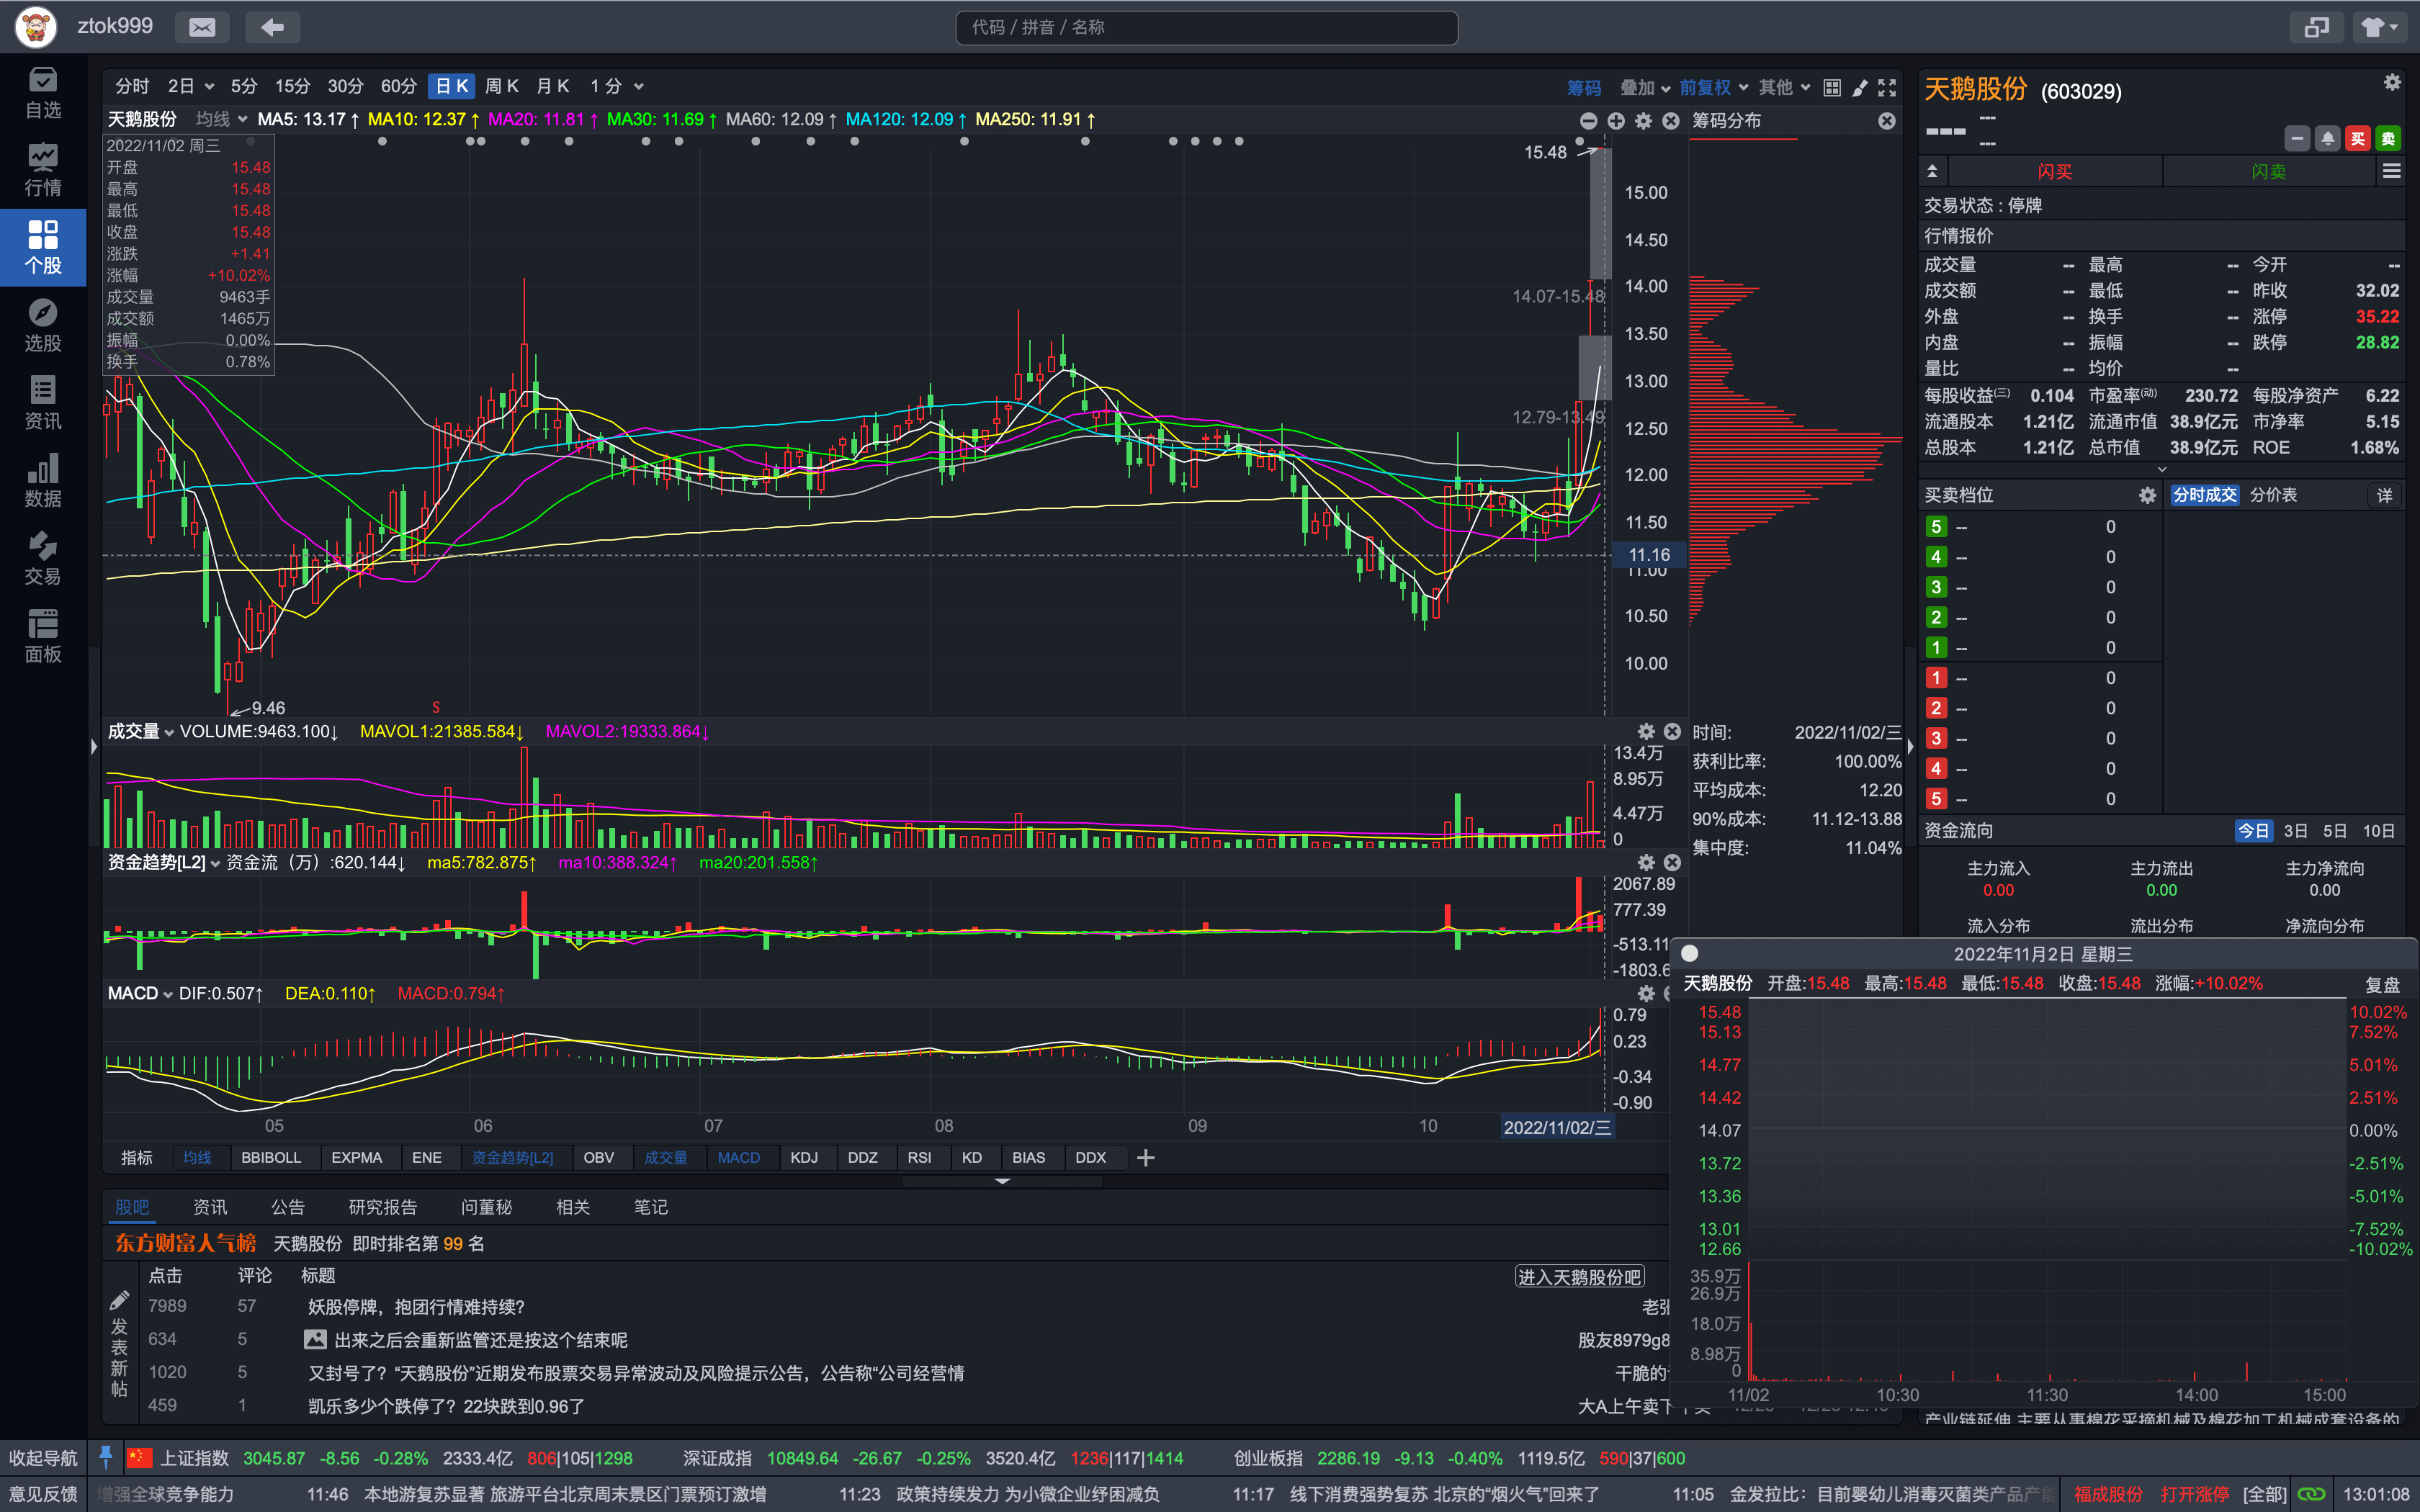 ztok999 代码 / 拼音 / 名称
自选
行情
个股
选股
资讯
数据
交易
面板
分时 2日 5分 15分 30分 60分 日K 周K 月K 1分 筹码 叠加 前复权 其他
天鹅股份 均线 MA5: 13.17↑ MA10: 12.37↑ MA20: 11.81↑ MA30: 11.69↑ MA60: 12.09↑ MA120: 12.09↑ MA250: 11.91↑
2022/11/02 周三
开盘 15.48
最高 15.48
最低 15.48
收盘 15.48
涨跌 +1.41
涨幅 +10.02%
成交量 9463手
成交额 1465万
振幅 0.00%
换手 0.78%
15.48
14.07-15.48
12.79-13.49
9.46
S
15.00
14.50
14.00
13.50
13.00
12.50
12.00
11.50
11.16
11.00
10.50
10.00
筹码分布
时间: 2022/11/02/三
获利比率: 100.00%
平均成本: 12.20
90%成本: 11.12-13.88
集中度: 11.04%
成交量 VOLUME:9463.100↓ MAVOL1:21385.584↓ MAVOL2:19333.864↓
13.4万
8.95万
4.47万
0
资金趋势[L2] 资金流（万）:620.144↓ ma5:782.875↑ ma10:388.324↑ ma20:201.558↑
2067.89
777.39
-513.11
-1803.6
MACD DIF:0.507↑ DEA:0.110↑ MACD:0.794↑
0.79
0.23
-0.34
-0.90
05 06 07 08 09 10 2022/11/02/三
指标 均线 BBIBOLL EXPMA ENE 资金趋势[L2] OBV 成交量 MACD KDJ DDZ RSI KD BIAS DDX
股吧 资讯 公告 研究报告 问董秘 相关 笔记
东方财富人气榜 天鹅股份 即时排名第 99 名
点击 评论 标题 进入天鹅股份吧
发表新帖
7989 57 妖股停牌，抱团行情难持续? 老张
634 5 出来之后会重新监管还是按这个结束呢 股友8979g8
1020 5 又封号了？“天鹅股份”近期发布股票交易异常波动及风险提示公告，公告称“公司经营情 干脆的
459 1 凯乐多少个跌停了？22块跌到0.96了 大A上午卖下午买
天鹅股份 (603029)
---
---
---
买 卖
闪买 闪卖
交易状态 : 停牌
行情报价
成交量 -- 最高 -- 今开 --
成交额 -- 最低 -- 昨收 32.02
外盘 -- 换手 -- 涨停 35.22
内盘 -- 振幅 -- 跌停 28.82
量比 -- 均价 --
每股收益(三) 0.104 市盈率(动) 230.72 每股净资产 6.22
流通股本 1.21亿 流通市值 38.9亿元 市净率 5.15
总股本 1.21亿 总市值 38.9亿元 ROE 1.68%
买卖档位 分时成交 分价表 详
5 -- 0
4 -- 0
3 -- 0
2 -- 0
1 -- 0
1 -- 0
2 -- 0
3 -- 0
4 -- 0
5 -- 0
资金流向 今日 3日 5日 10日
主力流入 主力流出 主力净流向
0.00 0.00 0.00
流入分布 流出分布 净流向分布
2022年11月2日 星期三
天鹅股份 开盘:15.48 最高:15.48 最低:15.48 收盘:15.48 涨幅:+10.02% 复盘
15.48 10.02%
15.13 7.52%
14.77 5.01%
14.42 2.51%
14.07 0.00%
13.72 -2.51%
13.36 -5.01%
13.01 -7.52%
12.66 -10.02%
35.9万
26.9万
18.0万
8.98万
0
11/02 10:30 11:30 14:00 15:00
产业链延伸,主要从事棉花采摘机械及棉花加工机械成套设备的
收起导航 上证指数 3045.87 -8.56 -0.28% 2333.4亿 806|105|1298 深证成指 10849.64 -26.67 -0.25% 3520.4亿 1236|117|1414 创业板指 2286.19 -9.13 -0.40% 1119.5亿 590|37|600
意见反馈 增强全球竞争能力 11:46 本地游复苏显著 旅游平台北京周末景区门票预订激增 11:23 政策持续发力 为小微企业纾困减负 11:17 线下消费强势复苏 北京的“烟火气”回来了 11:05 金发拉比：目前婴幼儿消毒灭菌类产品产能 福成股份 打开涨停 [全部] 13:01:08